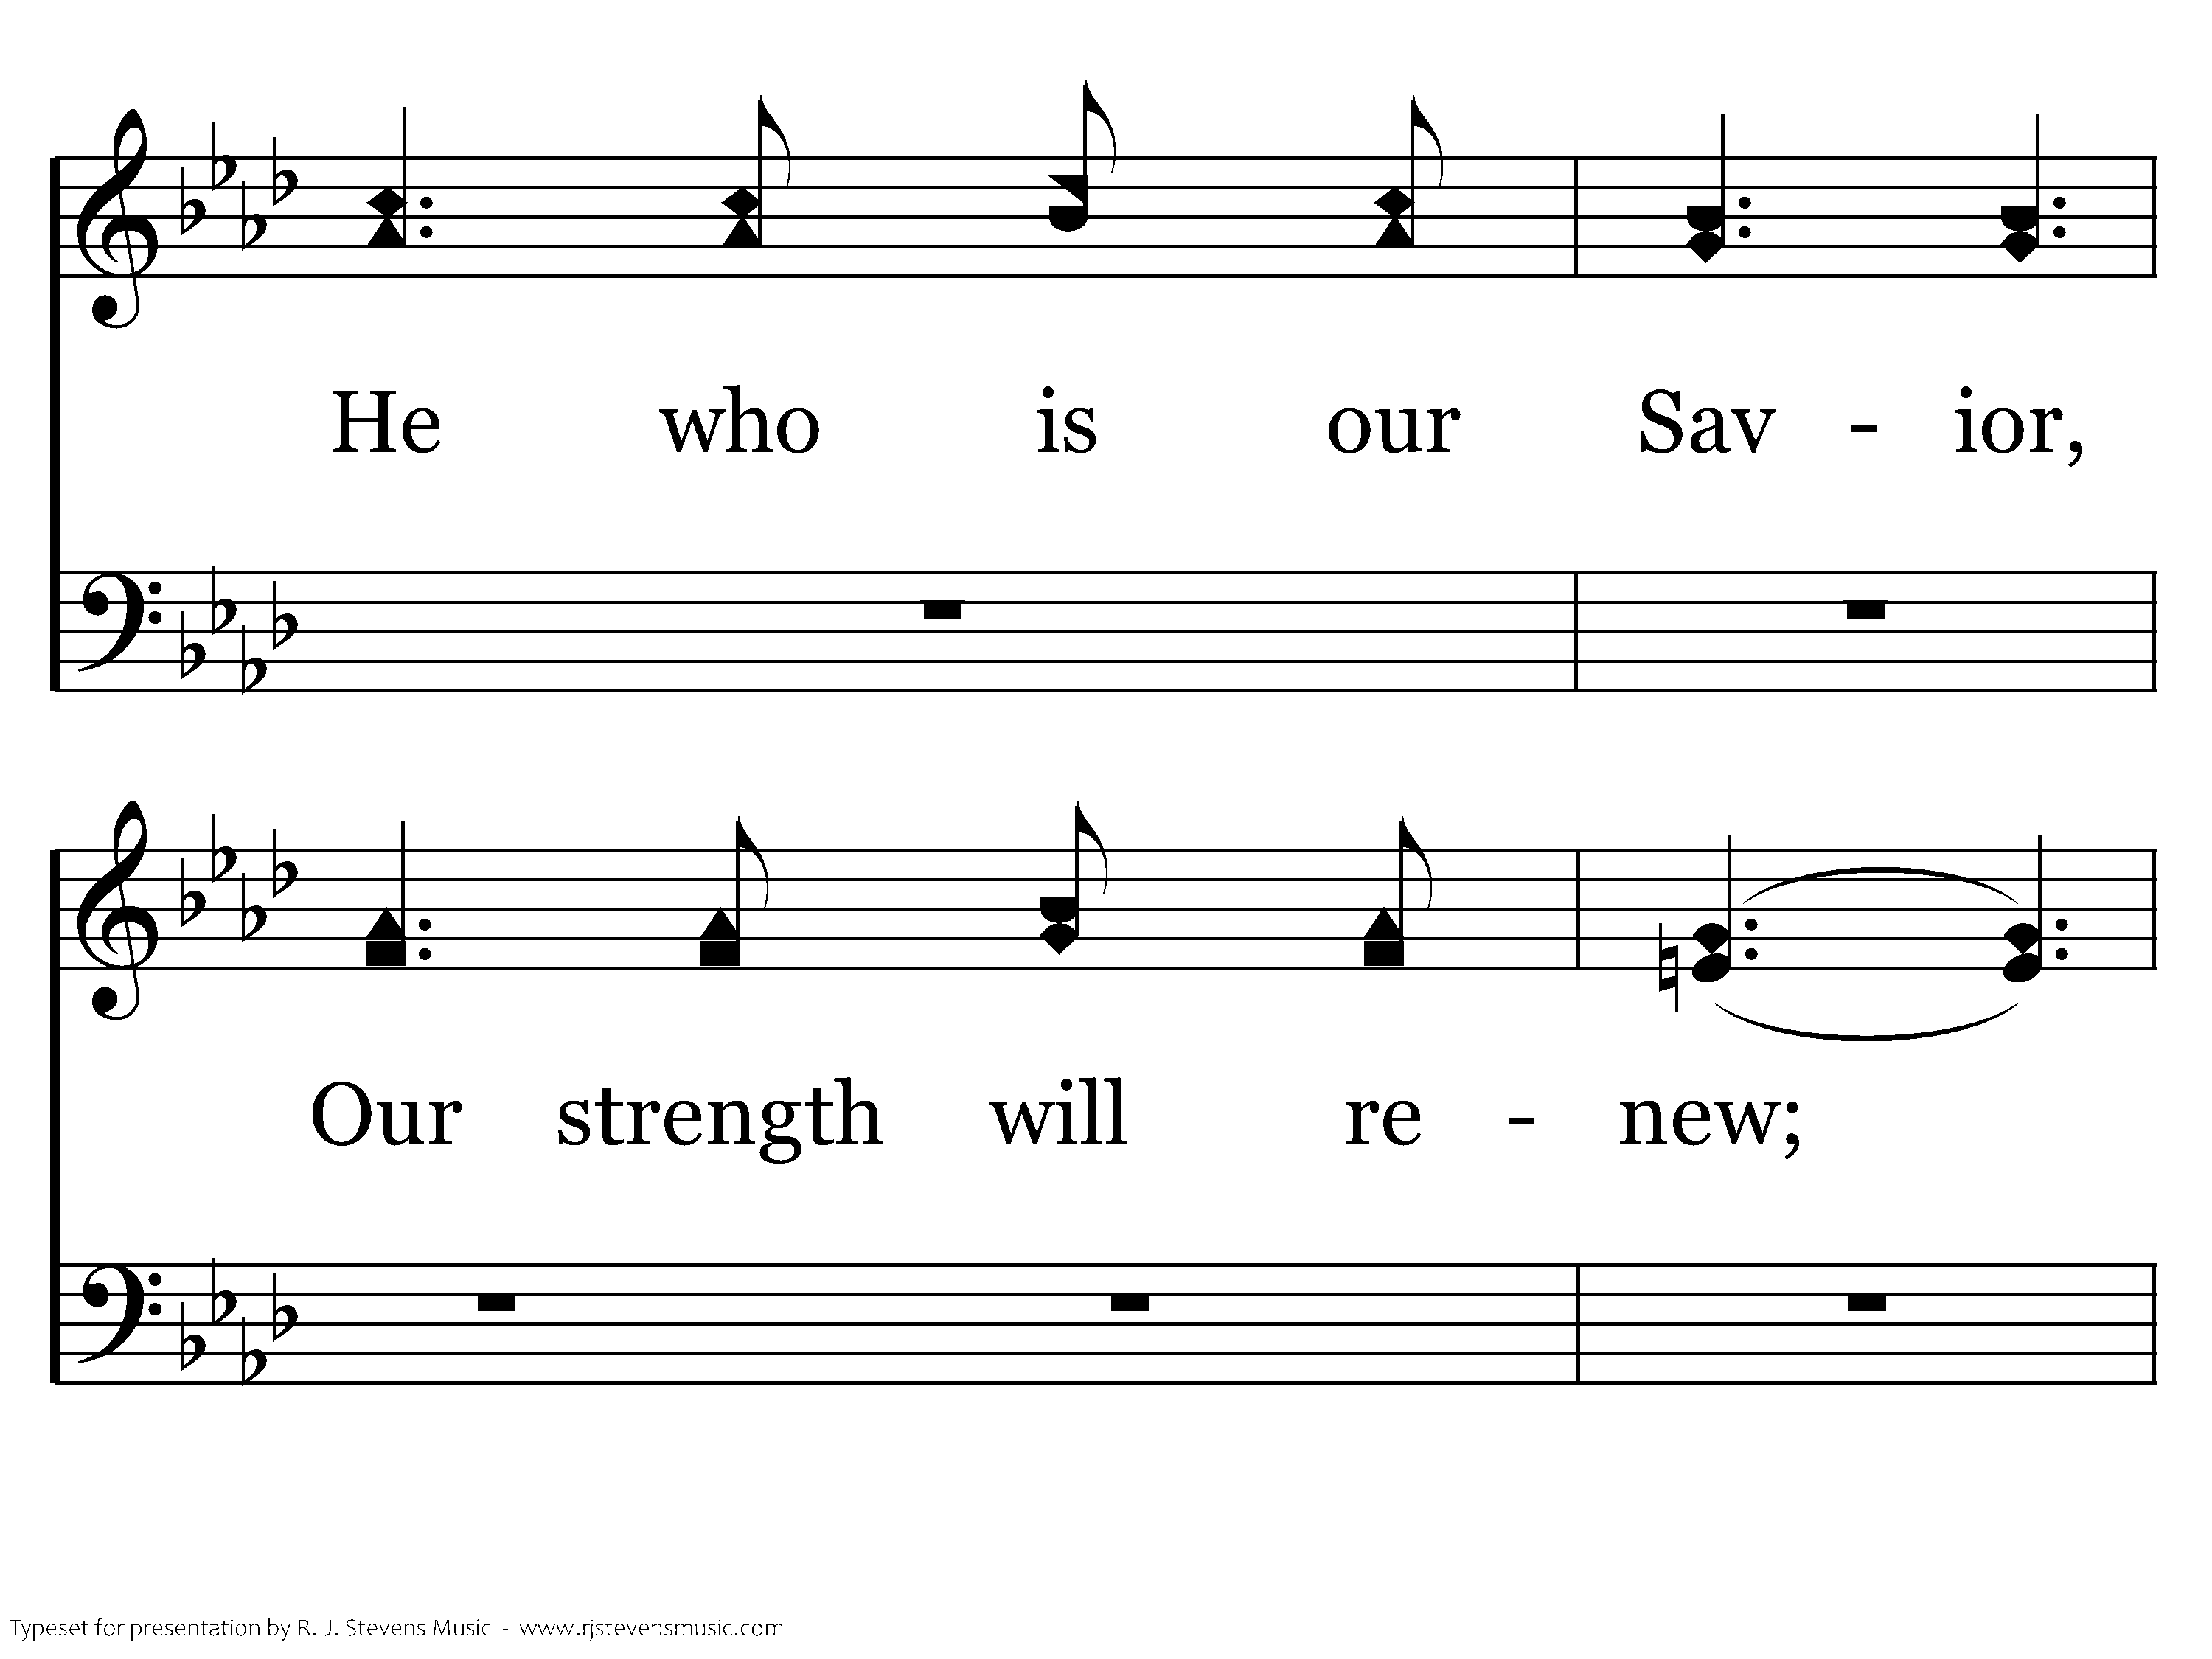 He who is our Sav - ior,
Our strength will re - new;
Typeset for presentation by R. J. Stevens Music - www.rjstevensmusic.com